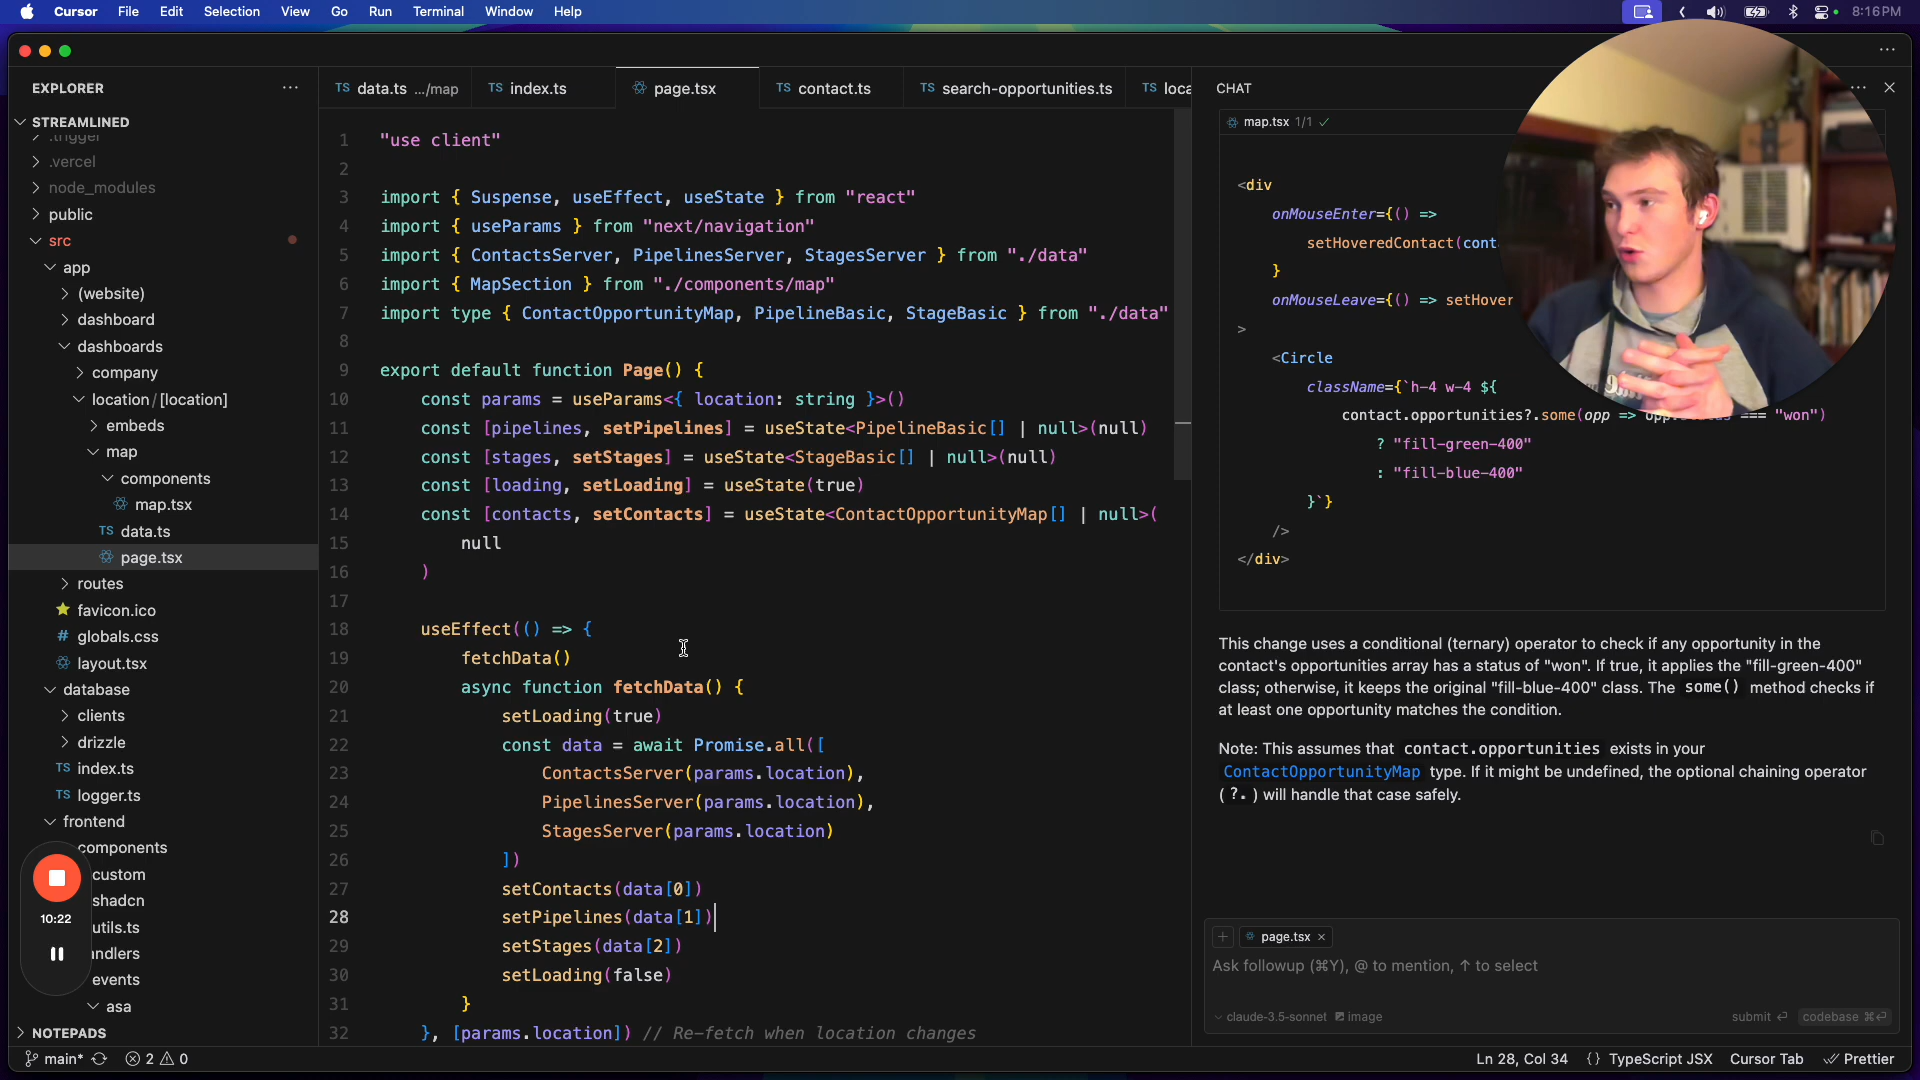 Cursor File Edit Selection View Go Run Terminal Window Help 8:16PM
EXPLORER
STREAMLINED
.trigger
.vercel
node_modules
public
src
app
(website)
dashboard
dashboards
company
location / [location]
embeds
map
components
map.tsx
TS data.ts
page.tsx
routes
favicon.ico
# globals.css
layout.tsx
database
clients
drizzle
TS index.ts
TS logger.ts
frontend
components
custom
shadcn
utils.ts
events
asa
NOTEPADS
10:22
TS data.ts .../map TS index.ts page.tsx TS contact.ts TS search-opportunities.ts TS loca
1 "use client"
2
3 import { Suspense, useEffect, useState } from "react"
4 import { useParams } from "next/navigation"
5 import { ContactsServer, PipelinesServer, StagesServer } from "./data"
6 import { MapSection } from "./components/map"
7 import type { ContactOpportunityMap, PipelineBasic, StageBasic } from "./data"
8
9 export default function Page() {
10 const params = useParams<{ location: string }>()
11 const [pipelines, setPipelines] = useState<PipelineBasic[] | null>(null)
12 const [stages, setStages] = useState<StageBasic[] | null>(null)
13 const [loading, setLoading] = useState(true)
14 const [contacts, setContacts] = useState<ContactOpportunityMap[] | null>(
15 null
16 )
17
18 useEffect(() => {
19 fetchData()
20 async function fetchData() {
21 setLoading(true)
22 const data = await Promise.all([
23 ContactsServer(params.location),
24 PipelinesServer(params.location),
25 StagesServer(params.location)
26 ])
27 setContacts(data[0])
28 setPipelines(data[1])
29 setStages(data[2])
30 setLoading(false)
31 }
32 }, [params.location]) // Re-fetch when location changes
CHAT
map.tsx 1/1
<div
onMouseEnter={() =>
setHoveredContact(cont
}
onMouseLeave={() => setHover
>
<Circle
className={`h-4 w-4 ${
contact.opportunities?.some(opp => === "won")
? "fill-green-400"
: "fill-blue-400"
}`}
/>
</div>
This change uses a conditional (ternary) operator to check if any opportunity in the
contact's opportunities array has a status of "won". If true, it applies the "fill-green-400"
class; otherwise, it keeps the original "fill-blue-400" class. The some() method checks if
at least one opportunity matches the condition.
Note: This assumes that contact.opportunities exists in your
ContactOpportunityMap type. If it might be undefined, the optional chaining operator
( ?. ) will handle that case safely.
page.tsx
Ask followup (⌘Y), @ to mention, ↑ to select
claude-3.5-sonnet image submit codebase ⌘
main* 2 0 Ln 28, Col 34 {} TypeScript JSX Cursor Tab Prettier